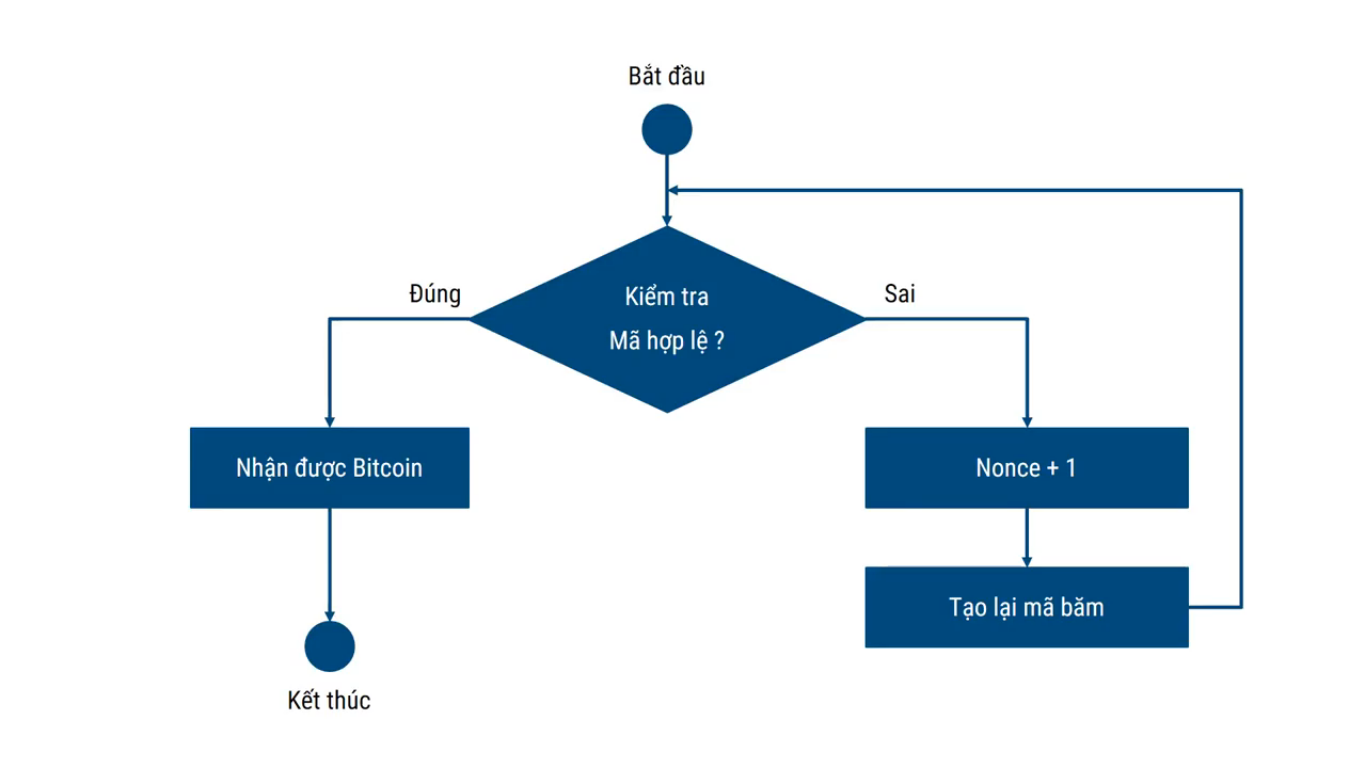 Bắt đầu
Đúng
Kiểm tra
Mã hợp lệ ?
Sai
Nhận được Bitcoin
Nonce + 1
Tạo lại mã băm
Kết thúc